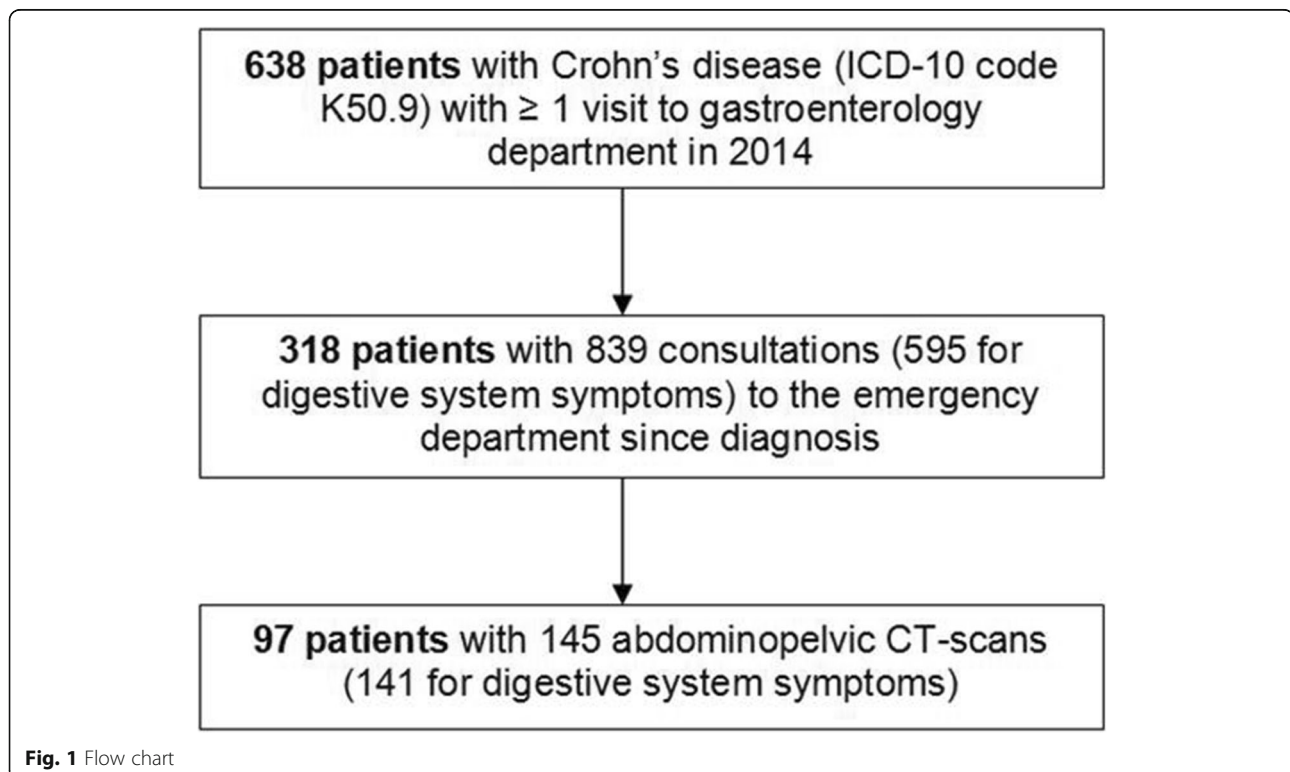 638 patients with Crohn's disease (ICD-10 code
K50.9) with ≥ 1 visit to gastroenterology
department in 2014
318 patients with 839 consultations (595 for
digestive system symptoms) to the emergency
department since diagnosis
97 patients with 145 abdominopelvic CT-scans
(141 for digestive system symptoms)
Fig. 1 Flow chart